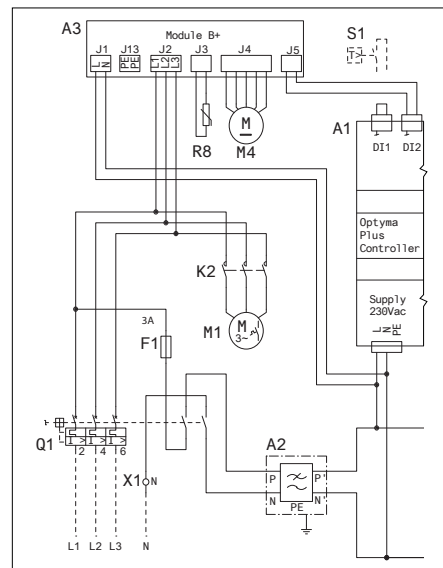 A3
Module B+
J1
J13
J2
J3
J4
J5
L
N
PE
PE
L1
L2
L3
S1
T
A1
DI1
DI2
R8
M
M4
Optyma
Plus
Controller
K2
Supply
230Vac
L
N
PE
3A
F1
M1
M
3~
Q1
I >
I >
I >
2
4
6
X1
N
A2
P
P'
N
N'
PE
L1
L2
L3
N